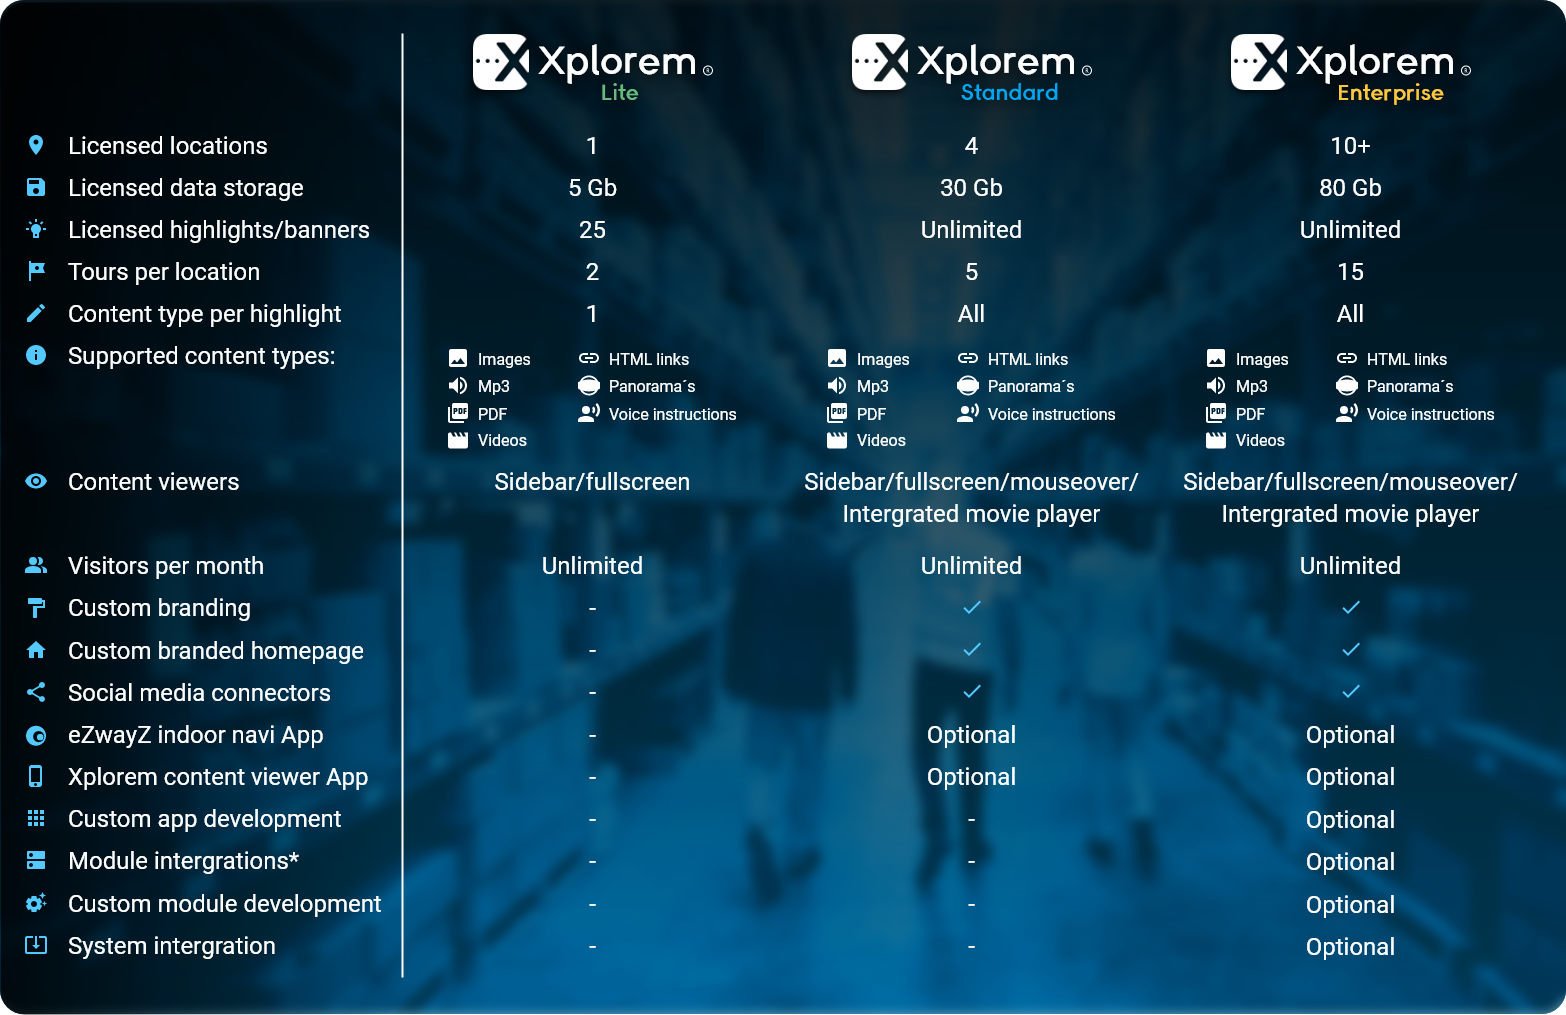 Xplorem ® Xplorem ® Xplorem ®
Lite Standard Enterprise
Licensed locations 1 4 10+
Licensed data storage 5 Gb 30 Gb 80 Gb
Licensed highlights/banners 25 Unlimited Unlimited
Tours per location 2 5 15
Content type per highlight 1 All All
Supported content types: Images HTML links Images HTML links Images HTML links
Mp3 Panorama´s Mp3 Panorama´s Mp3 Panorama´s
PDF PDF Voice instructions PDF PDF Voice instructions PDF PDF Voice instructions
Videos Videos Videos
Content viewers Sidebar/fullscreen Sidebar/fullscreen/mouseover/ Sidebar/fullscreen/mouseover/
Intergrated movie player Intergrated movie player
Visitors per month Unlimited Unlimited Unlimited
Custom branding - ✓ ✓
Custom branded homepage - ✓ ✓
Social media connectors - ✓ ✓
eZwayZ indoor navi App - Optional Optional
Xplorem content viewer App - Optional Optional
Custom app development - - Optional
Module intergrations* - - Optional
Custom module development - - Optional
System intergration - - Optional